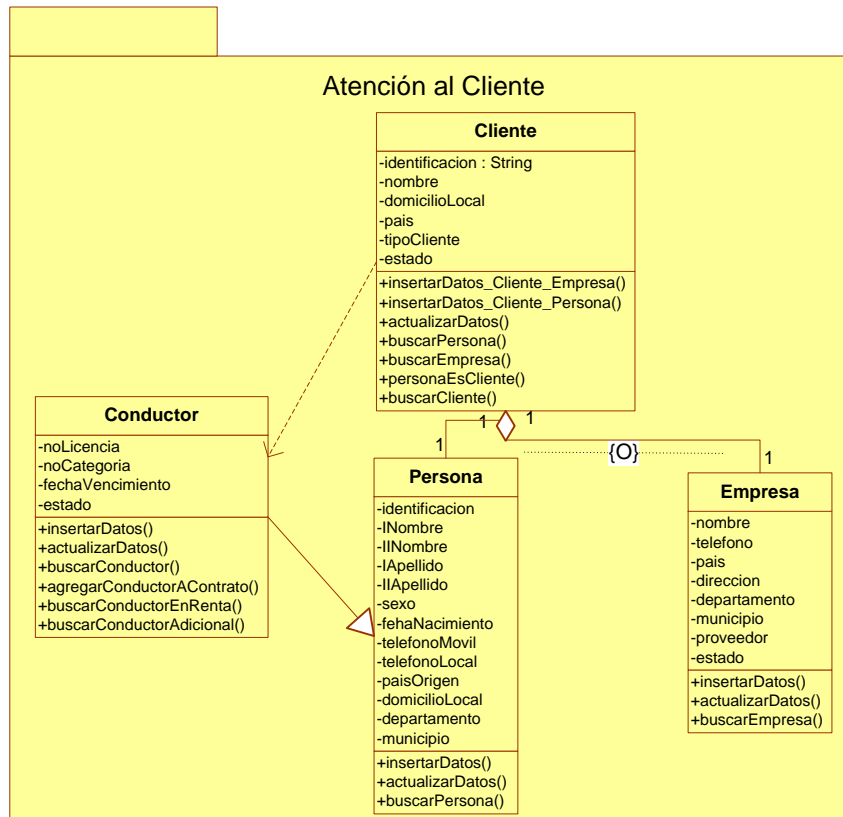 Atención al Cliente
Cliente
-identificacion : String
-nombre
-domicilioLocal
-pais
-tipoCliente
-estado
+insertarDatos_Cliente_Empresa()
+insertarDatos_Cliente_Persona()
+actualizarDatos()
+buscarPersona()
+buscarEmpresa()
+personaEsCliente()
+buscarCliente()
Conductor
-noLicencia
-noCategoria
-fechaVencimiento
-estado
+insertarDatos()
+actualizarDatos()
+buscarConductor()
+agregarConductorAContrato()
+buscarConductorEnRenta()
+buscarConductorAdicional()
1 1
1 {O} 1
Persona
-identificacion
-INombre
-IINombre
-IApellido
-IIApellido
-sexo
-fehaNacimiento
-telefonoMovil
-telefonoLocal
-paisOrigen
-domicilioLocal
-departamento
-municipio
+insertarDatos()
+actualizarDatos()
+buscarPersona()
Empresa
-nombre
-telefono
-pais
-direccion
-departamento
-municipio
-proveedor
-estado
+insertarDatos()
+actualizarDatos()
+buscarEmpresa()